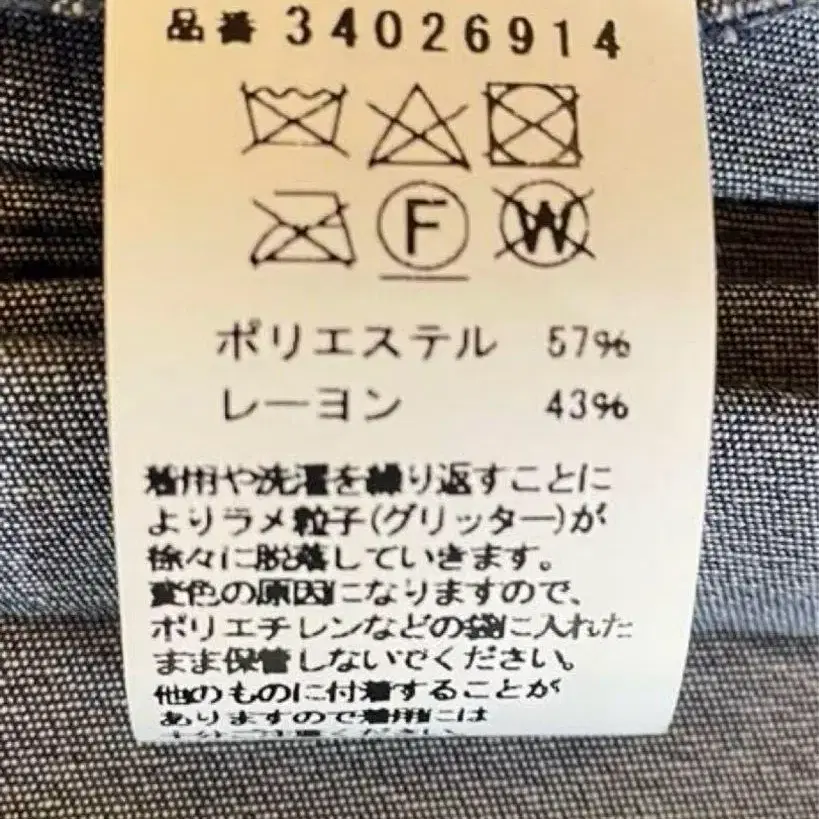 品番 34026914
F W
ポリエステル 57%
レーヨン 43%
着用や洗濯を繰り返すことに
よりラメ粒子(グリッター)が
徐々に脱落していきます。
変色の原因になりますので、
ポリエチレンなどの袋に入れた
まま保管しないでください。
他のものに付着することが
ありますので着用には